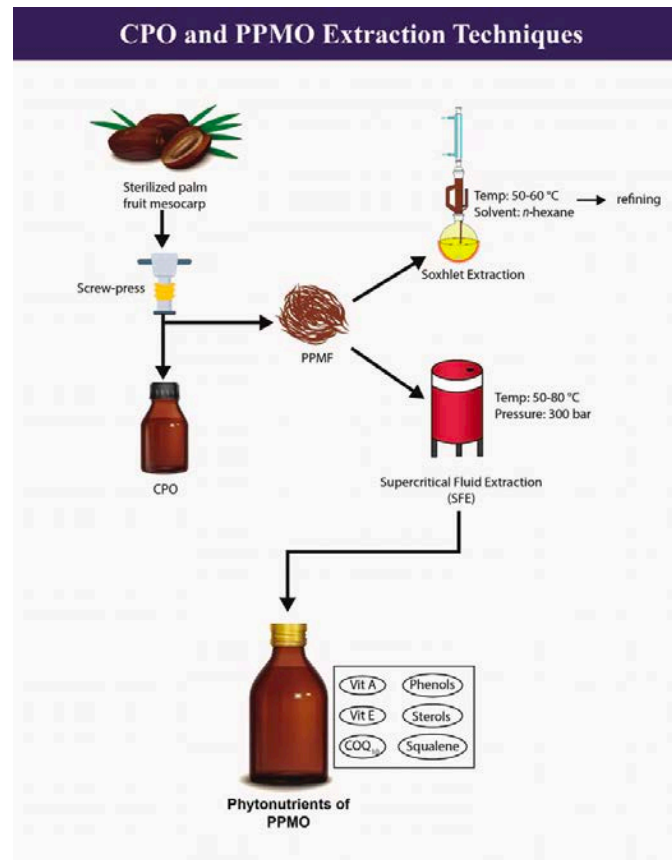 CPO and PPMO Extraction Techniques
Sterilized palm
fruit mesocarp
Screw-press
CPO
PPMF
Temp: 50-60 °C
Solvent: n-hexane
refining
Soxhlet Extraction
Temp: 50-80 °C
Pressure: 300 bar
Supercritical Fluid Extraction
(SFE)
Vit A
Phenols
Vit E
Sterols
COQ10
Squalene
Phytonutrients of
PPMO